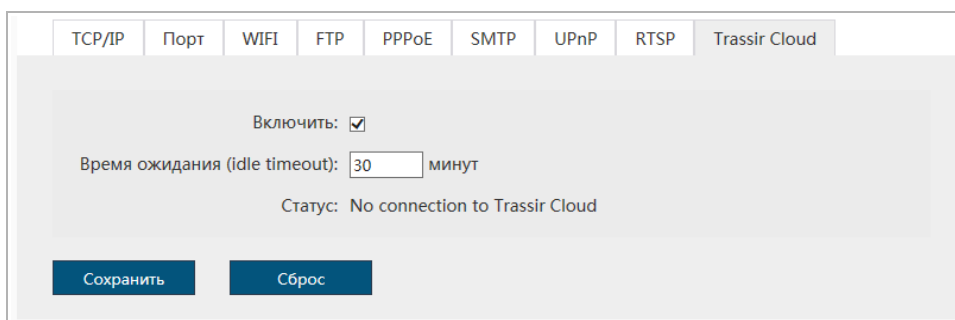 TCP/IP Порт WIFI FTP PPPoE SMTP UPnP RTSP Trassir Cloud
Включить:
Время ожидания (idle timeout): 30 минут
Статус: No connection to Trassir Cloud
Сохранить Сброс